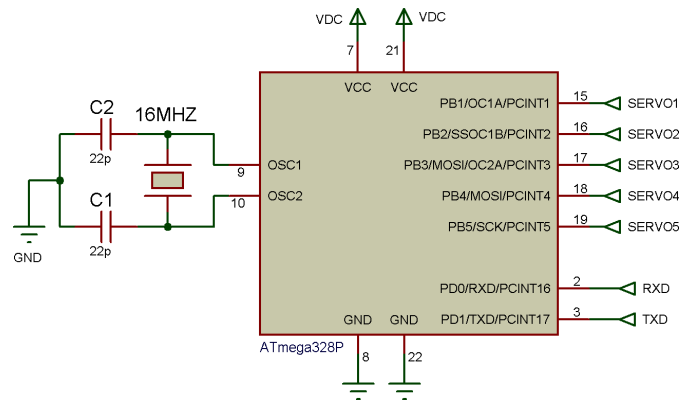 VDC
VDC
7
21
VCC
VCC
C2
16MHZ
22p
9
OSC1
10
OSC2
C1
22p
GND
PB1/OC1A/PCINT1
15
SERVO1
PB2/SSOC1B/PCINT2
16
SERVO2
PB3/MOSI/OC2A/PCINT3
17
SERVO3
PB4/MOSI/PCINT4
18
SERVO4
PB5/SCK/PCINT5
19
SERVO5
PD0/RXD/PCINT16
2
RXD
PD1/TXD/PCINT17
3
TXD
GND
GND
ATmega328P
8
22